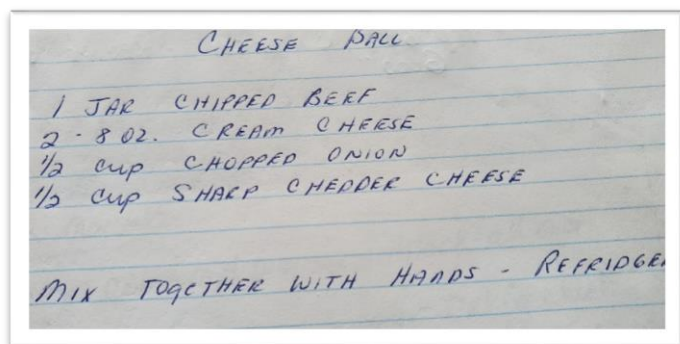 CHEESE BALL
1 JAR CHIPPED BEEF
2 - 8 OZ. CREAM CHEESE
1/2 CUP CHOPPED ONION
1/2 CUP SHARP CHEDDER CHEESE
MIX TOGETHER WITH HANDS - REFRIDGE